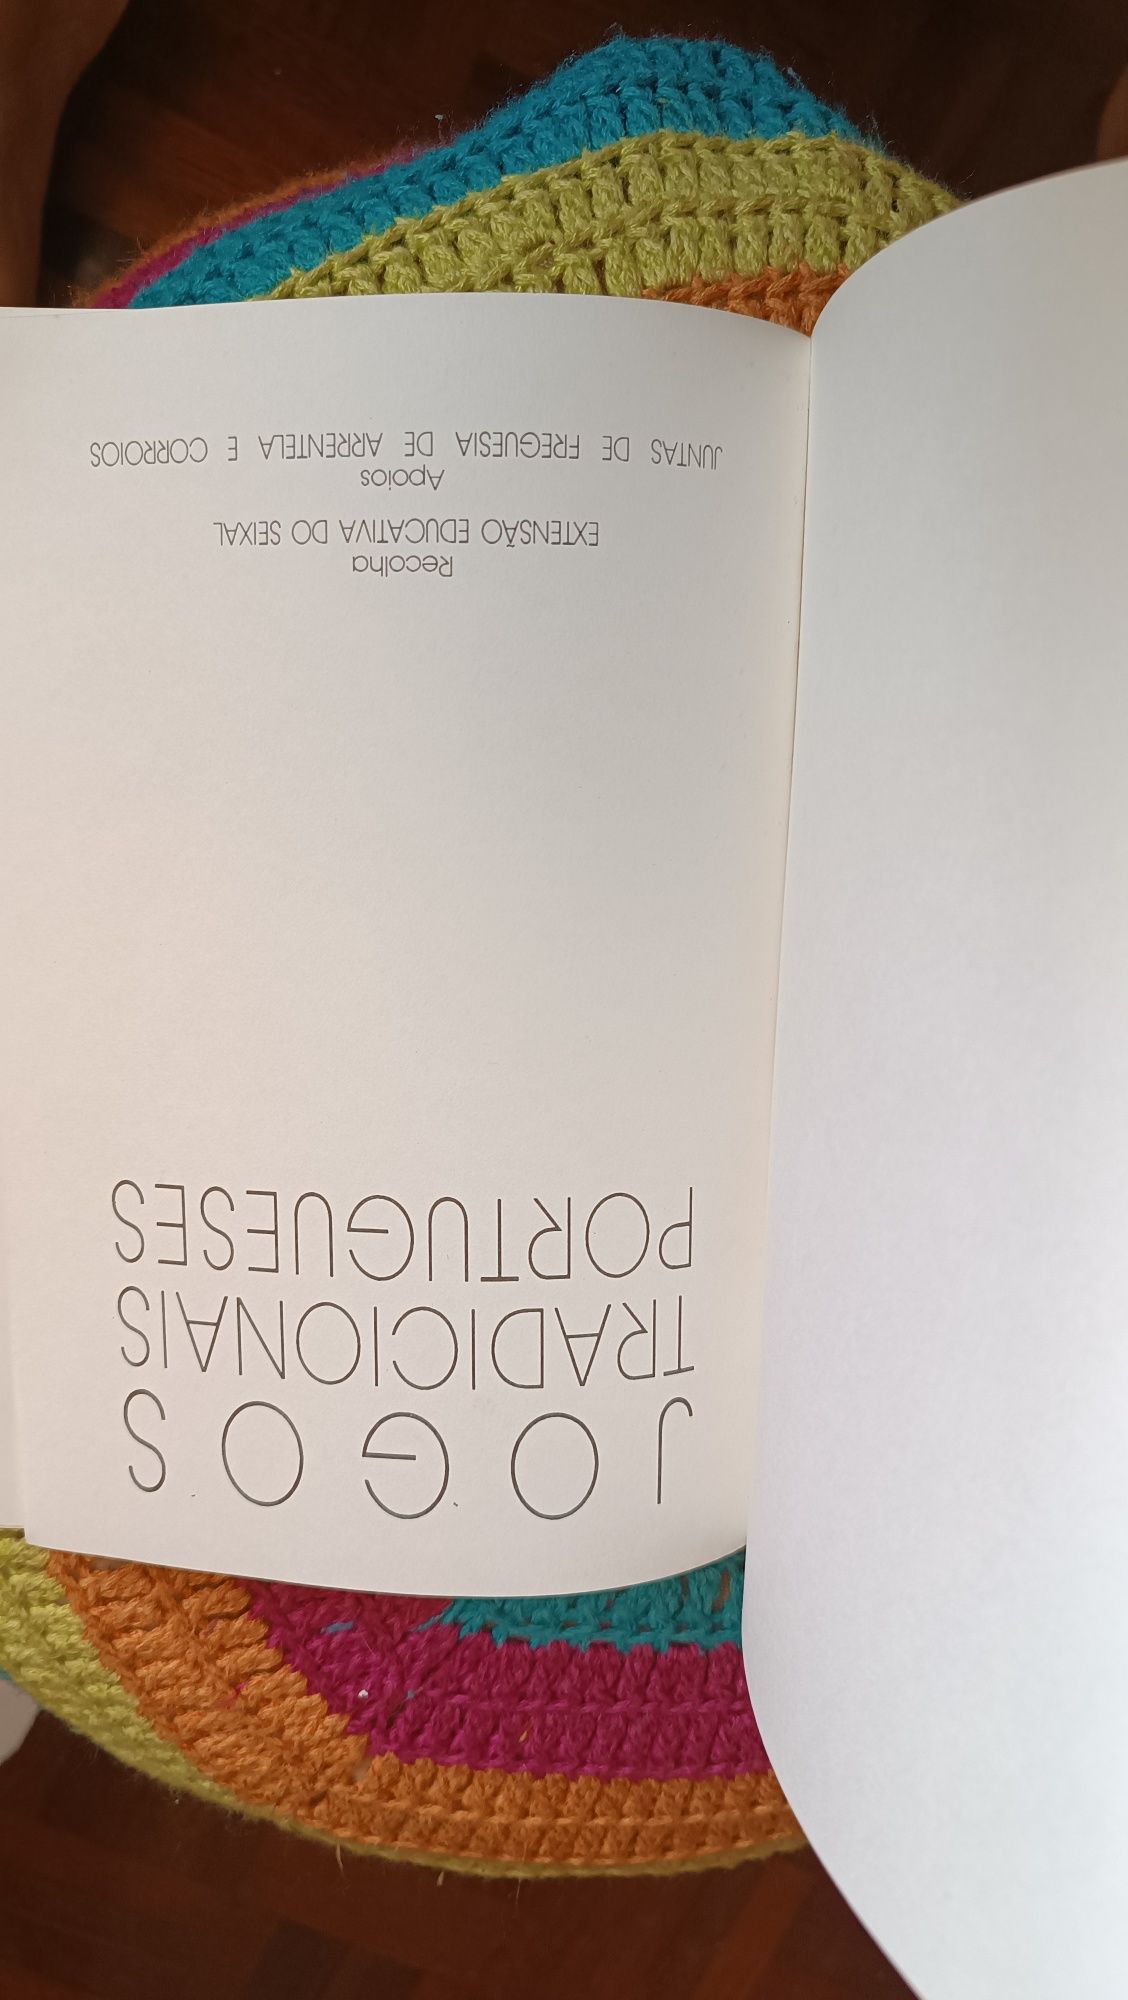 JOGOS
TRADICIONAIS
PORTUGUESES
Recolha
EXTENSÃO EDUCATIVA DO SEIXAL
Apoios
JUNTAS DE FREGUESIA DE ARRENTELA E CORROIOS